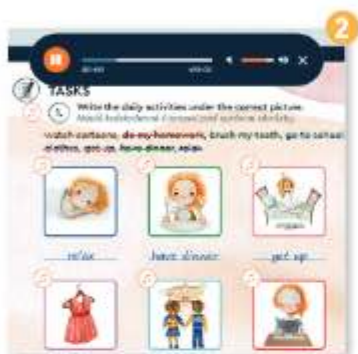 2
TASKS
Write the daily activities under the correct picture.
watch cartoons, do my homework, brush my teeth, go to school
clothes, get up, have dinner, relax
relax have dinner get up